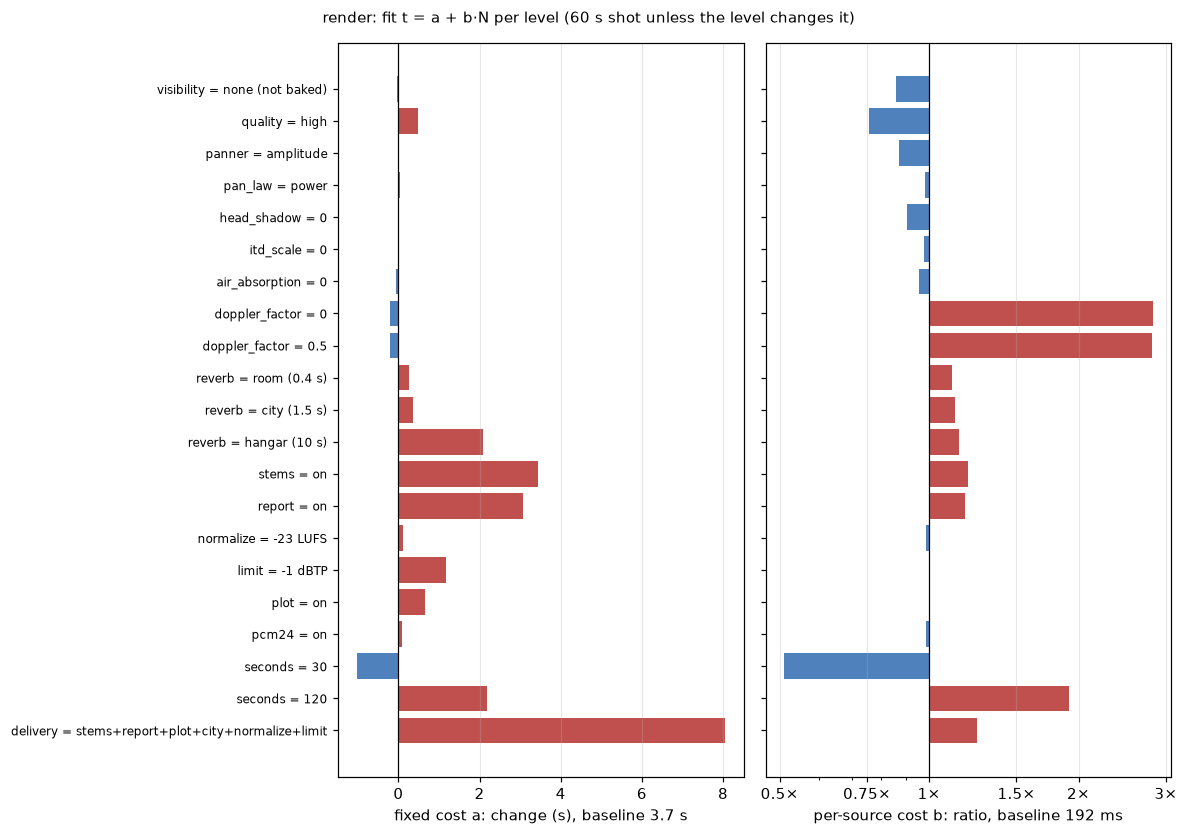 render: fit t = a + b·N per level (60 s shot unless the level changes it)
visibility = none (not baked)
quality = high
panner = amplitude
pan_law = power
head_shadow = 0
itd_scale = 0
air_absorption = 0
doppler_factor = 0
doppler_factor = 0.5
reverb = room (0.4 s)
reverb = city (1.5 s)
reverb = hangar (10 s)
stems = on
report = on
normalize = -23 LUFS
limit = -1 dBTP
plot = on
pcm24 = on
seconds = 30
seconds = 120
delivery = stems+report+plot+city+normalize+limit
0 2 4 6 8
fixed cost a: change (s), baseline 3.7 s
0.5× 0.75× 1× 1.5× 2× 3×
per-source cost b: ratio, baseline 192 ms